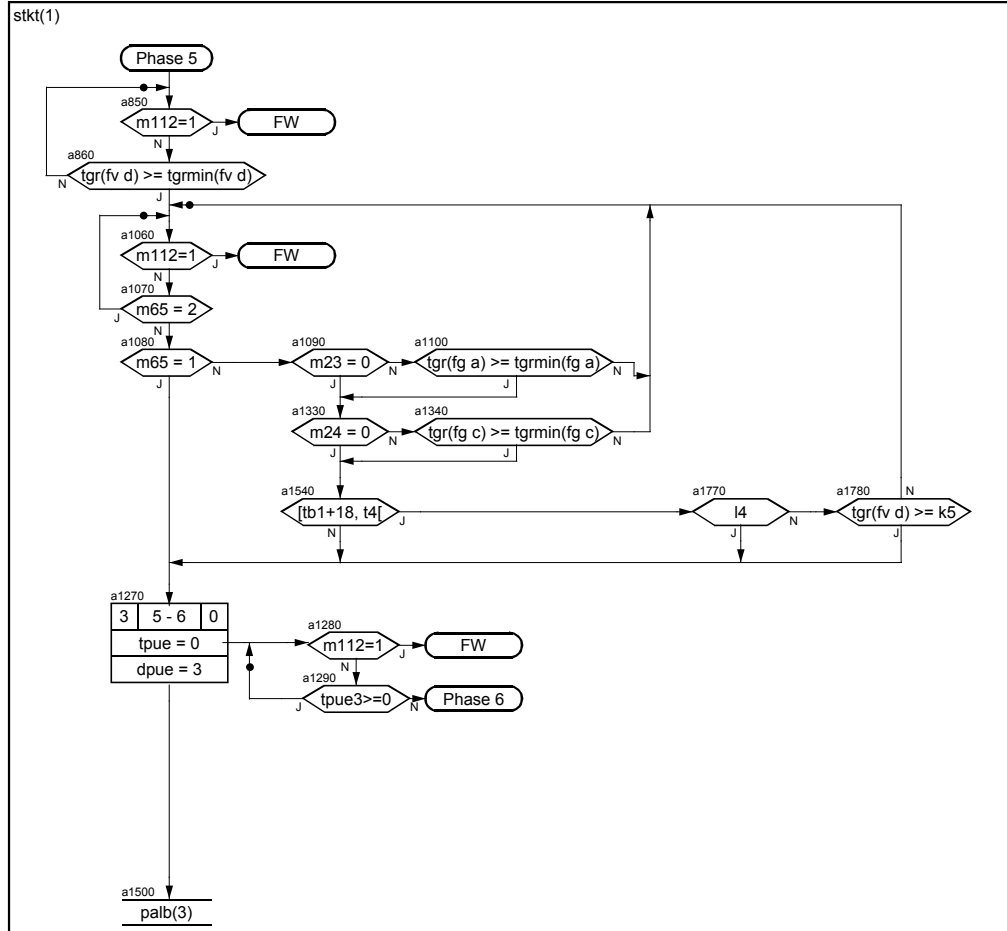 stkt(1)
Phase 5
a850
m112=1
J
FW
N
a860
tgr(fv d) >= tgrmin(fv d)
N
J
a1060
m112=1
J
FW
N
a1070
m65 = 2
J
N
a1080
m65 = 1
N
J
a1090
m23 = 0
N
J
a1100
tgr(fg a) >= tgrmin(fg a)
N
J
a1330
m24 = 0
N
J
a1340
tgr(fg c) >= tgrmin(fg c)
N
J
a1540
[tb1+18, t4[
J
N
a1770
l4
N
J
a1780
N
tgr(fv d) >= k5
J
a1270
3 5 - 6 0
tpue = 0
dpue = 3
a1280
m112=1
J
FW
N
a1290
tpue3>=0
J
N
Phase 6
a1500
palb(3)